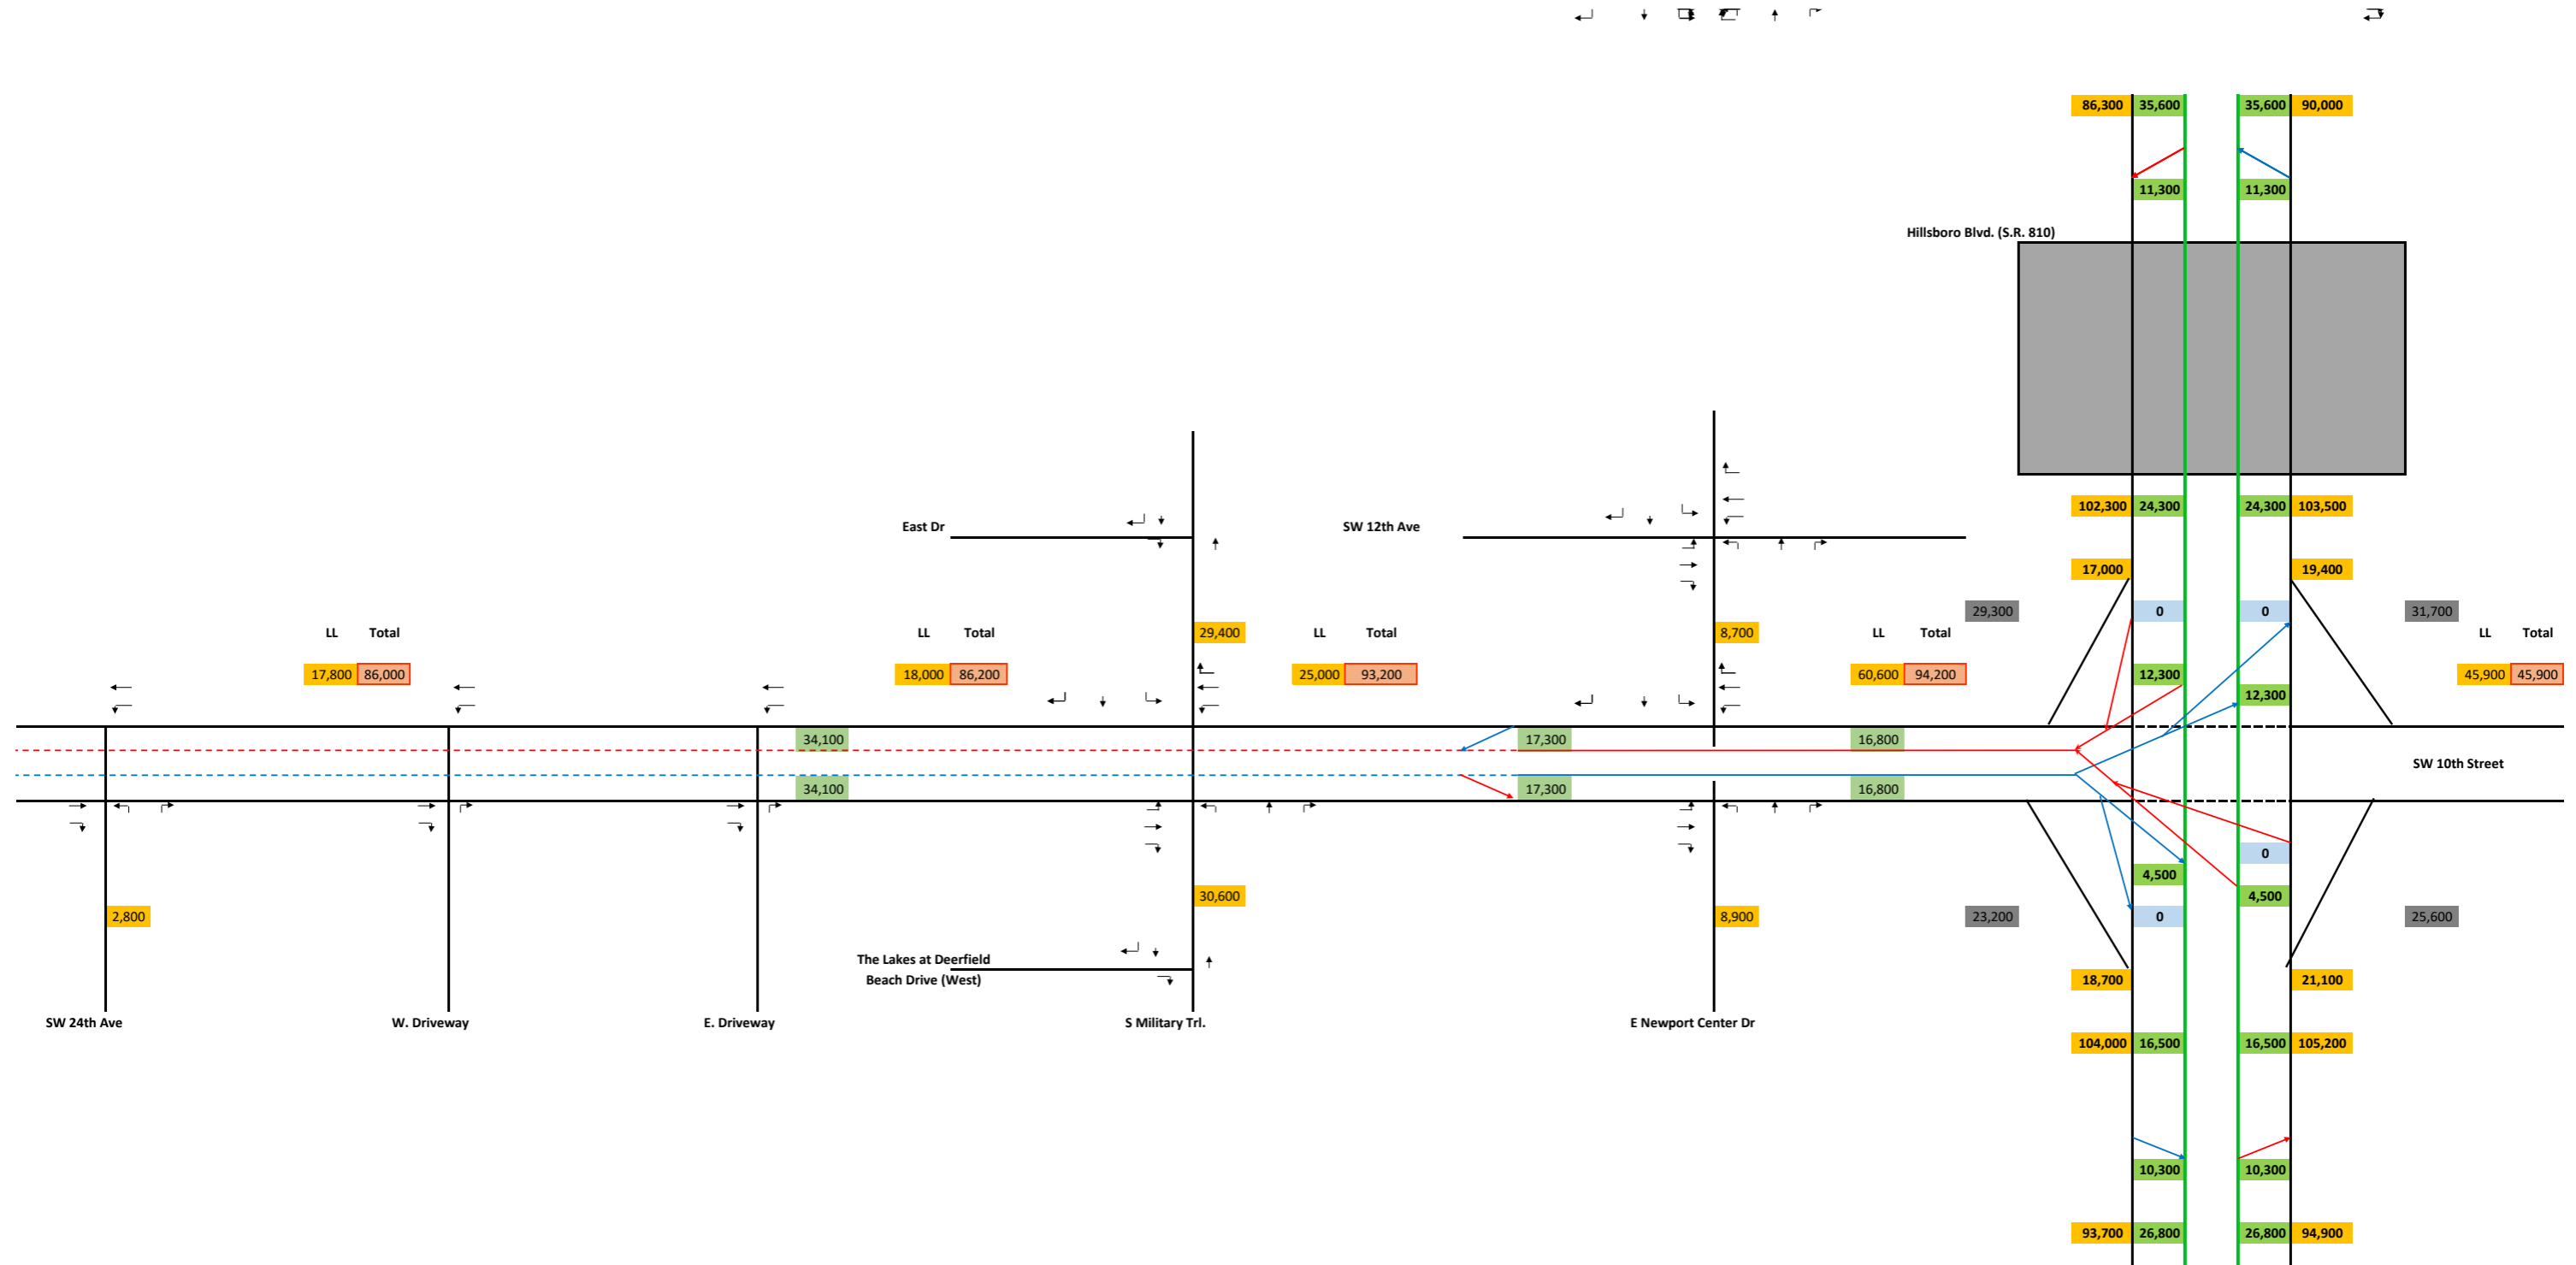 86,300 35,600 35,600 90,000
11,300 11,300
Hillsboro Blvd. (S.R. 810)
102,300 24,300 24,300 103,500
East Dr
SW 12th Ave
17,000 19,400
29,300 0 0 31,700
LL Total 29,400 LL Total 8,700 LL Total LL Total
LL Total
17,800 86,000 18,000 86,200 25,000 93,200 60,600 94,200 12,300 45,900 45,900
12,300
34,100 17,300 16,800
SW 10th Street
34,100 17,300 16,800
0
4,500
30,600 4,500
2,800 8,900 23,200 0 25,600
The Lakes at Deerfield
Beach Drive (West)
18,700 21,100
SW 24th Ave W. Driveway E. Driveway S Military Trl. E Newport Center Dr
104,000 16,500 16,500 105,200
10,300 10,300
93,700 26,800 26,800 94,900